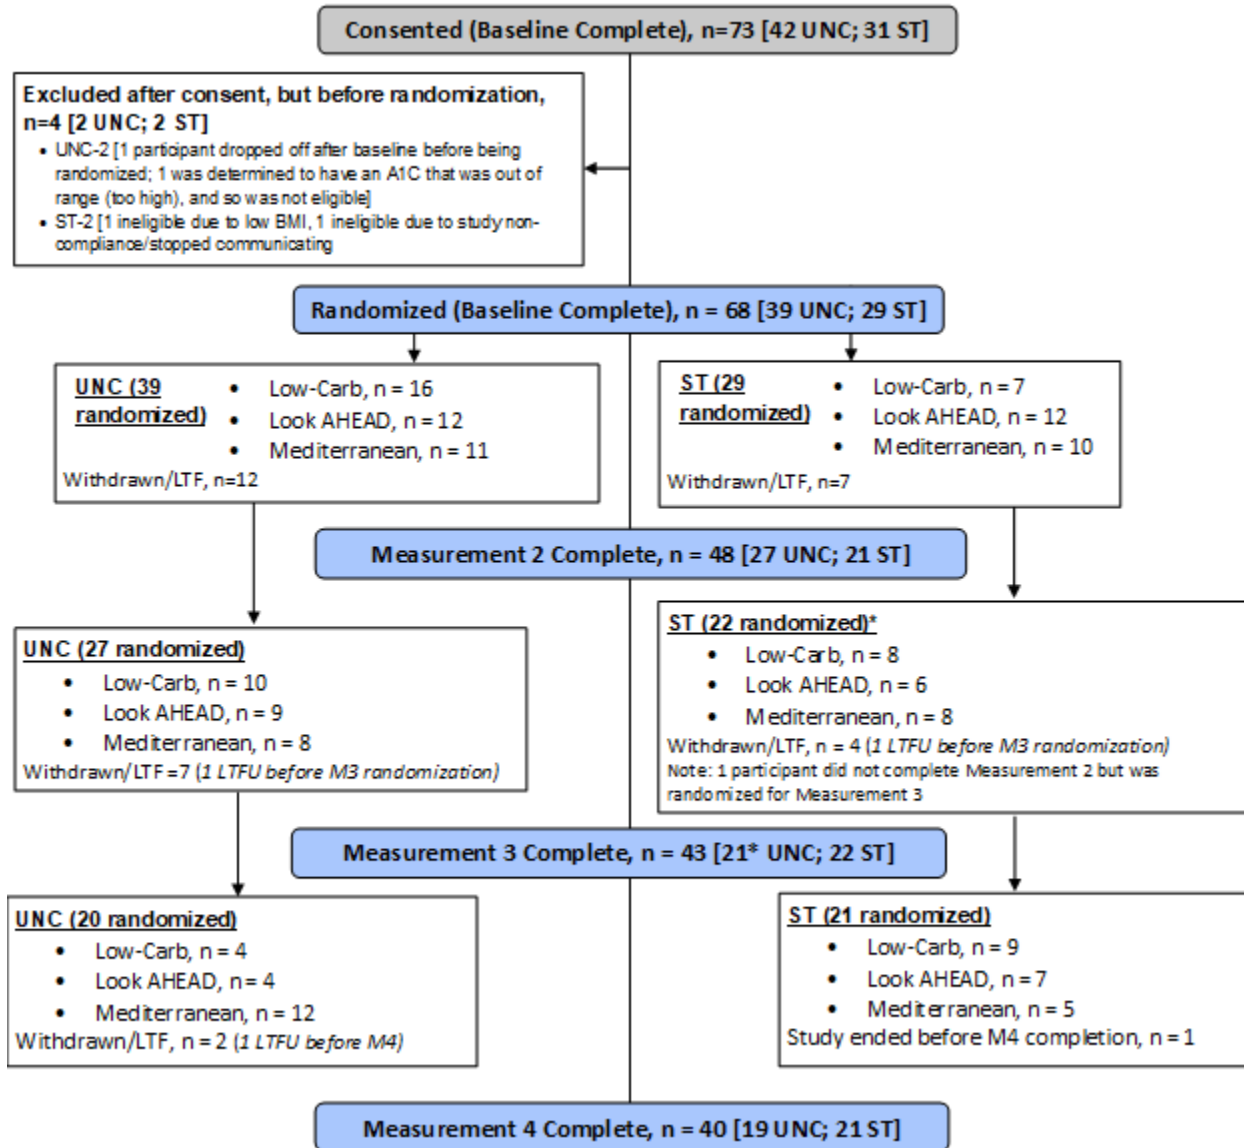 Consented (Baseline Complete), n=73 [42 UNC; 31 ST]
Excluded after consent, but before randomization,
n=4 [2 UNC; 2 ST]
• UNC-2 [1 participant dropped off after baseline before being
randomized; 1 was determined to have an A1C that was out of
range (too high), and so was not eligible]
• ST-2 [1 ineligible due to low BMI, 1 ineligible due to study non-
compliance/stopped communicating
Randomized (Baseline Complete), n = 68 [39 UNC; 29 ST]
UNC (39
randomized)
• Low-Carb, n = 16
• Look AHEAD, n = 12
• Mediterranean, n = 11
Withdrawn/LTF, n=12
ST (29
randomized)
• Low-Carb, n = 7
• Look AHEAD, n = 12
• Mediterranean, n = 10
Withdrawn/LTF, n=7
Measurement 2 Complete, n = 48 [27 UNC; 21 ST]
UNC (27 randomized)
• Low-Carb, n = 10
• Look AHEAD, n = 9
• Mediterranean, n = 8
Withdrawn/LTF =7 (1 LTFU before M3 randomization)
ST (22 randomized)*
• Low-Carb, n = 8
• Look AHEAD, n = 6
• Mediterranean, n = 8
Withdrawn/LTF, n = 4 (1 LTFU before M3 randomization)
Note: 1 participant did not complete Measurement 2 but was
randomized for Measurement 3
Measurement 3 Complete, n = 43 [21* UNC; 22 ST]
UNC (20 randomized)
• Low-Carb, n = 4
• Look AHEAD, n = 4
• Mediterranean, n = 12
Withdrawn/LTF, n = 2 (1 LTFU before M4)
ST (21 randomized)
• Low-Carb, n = 9
• Look AHEAD, n = 7
• Mediterranean, n = 5
Study ended before M4 completion, n = 1
Measurement 4 Complete, n = 40 [19 UNC; 21 ST]